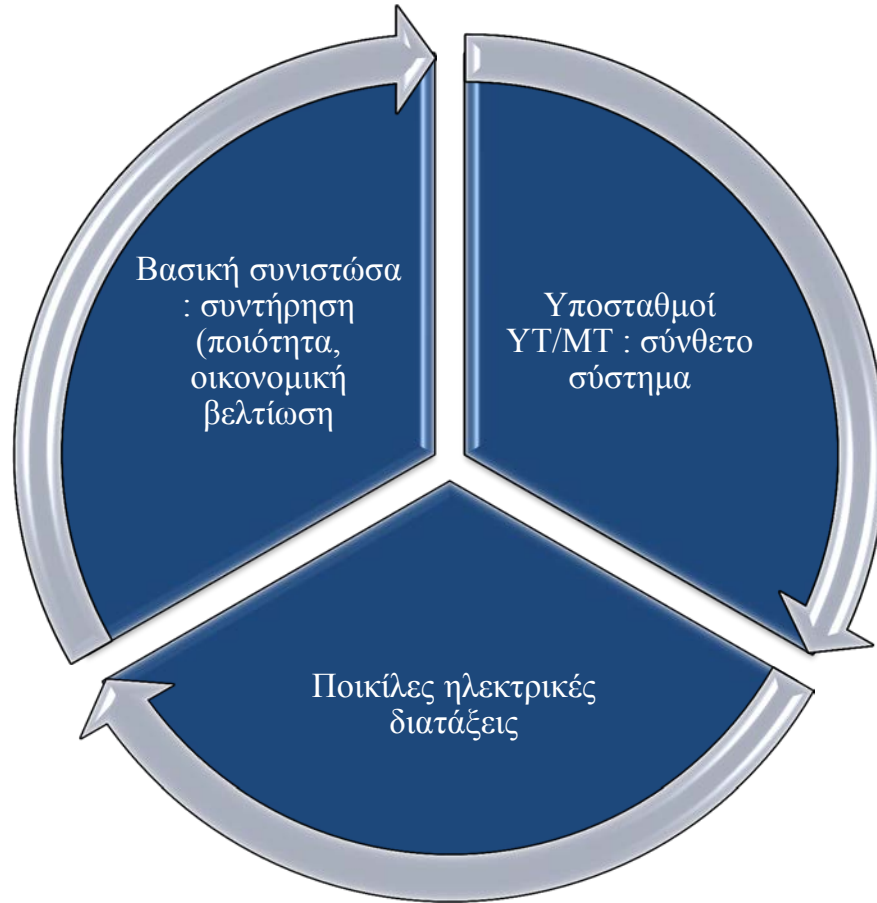 Βασική συνιστώσα
: συντήρηση
(ποιότητα,
οικονομική
βελτίωση
Υποσταθμοί
ΥΤ/ΜΤ : σύνθετο
σύστημα
Ποικίλες ηλεκτρικές
διατάξεις